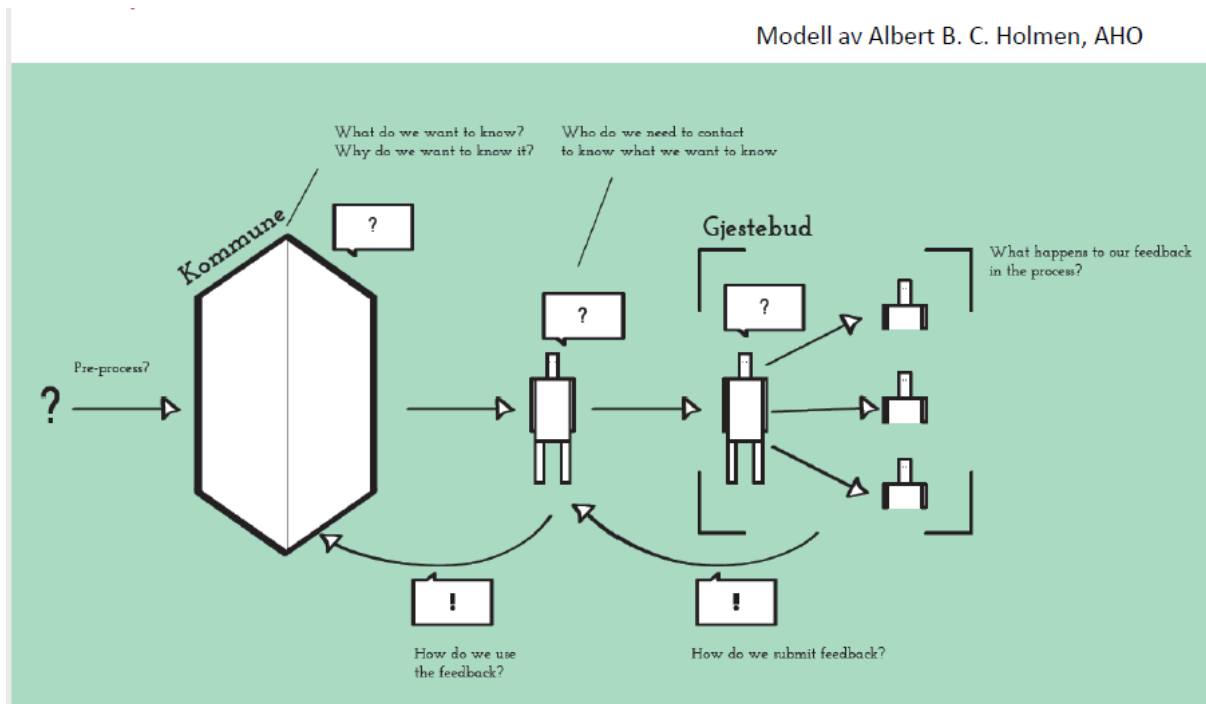 Modell av Albert B. C. Holmen, AHO
What do we want to know?
Why do we want to know it?
Who do we need to contact
to know what we want to know
Kommune
?
?
Gjestebud
?
What happens to our feedback
in the process?
Pre-process?
?
!
How do we use
the feedback?
!
How do we submit feedback?